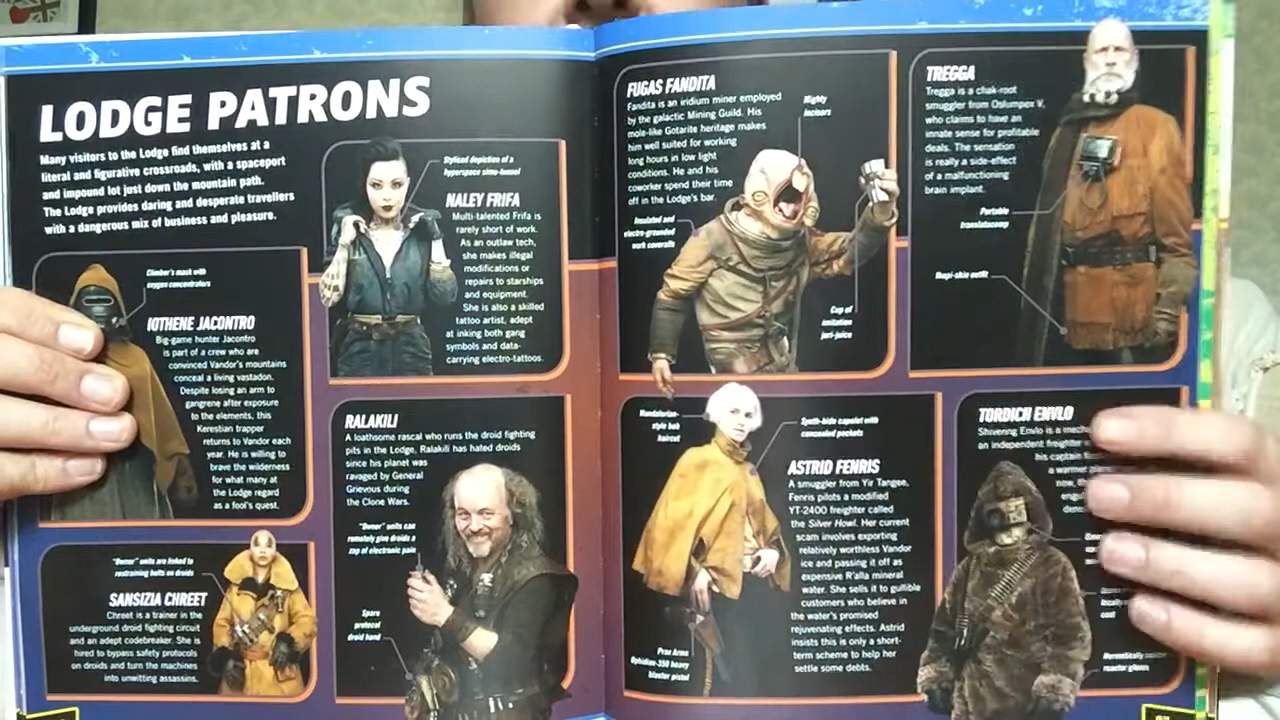 LODGE PATRONS
Many visitors to the Lodge find themselves at a
literal and figurative crossroads, with a spaceport
and impound lot just down the mountain path.
The Lodge provides daring and desperate travellers
with a dangerous mix of business and pleasure.
Climber's mask with
oxygen concentrators
IOTHENE JACONTRO
Big-game hunter Jacontro
is part of a crew who are
convinced Vandor's mountains
conceal a living vastadon.
Despite losing an arm to
gangrene after exposure
to the elements, this
Kerestian trapper
returns to Vandor each
year. He is willing to
brave the wilderness
for what many at
the Lodge regard
as a fool's quest.
"Owner" units are linked to
restraining bolts on droids
SANSIZIA CHREET
Chreet is a trainer in the
underground droid fighting circuit
and an adept codebreaker. She is
hired to bypass safety protocols
on droids and turn the machines
into unwitting assassins.
Stylized depiction of a
hyperspace simu-tunnel
NALEY FRIFA
Multi-talented Frifa is
rarely short of work.
As an outlaw tech,
she makes illegal
modifications or
repairs to starships
and equipment.
She is also a skilled
tattoo artist, adept
at inking both gang
symbols and data-
carrying electro-tattoos.
RALAKILI
A loathsome rascal who runs the droid fighting
pits in the Lodge, Ralakili has hated droids
since his planet was
ravaged by General
Grievous during
the Clone Wars.
"Owner" units can
remotely give droids a
zap of electronic pain
Spare
protocol
droid hand
FUGAS FANDITA
Fandita is an iridium miner employed
by the galactic Mining Guild. His
mole-like Gotarite heritage makes
him well suited for working
long hours in low light
conditions. He and his
coworker spend their time
off in the Lodge's bar.
Mighty
incisors
Insulated and
electro-grounded
work coveralls
Cup of
imitation
juri-juice
TREGGA
Tregga is a chak-root
smuggler from Oslumpex V,
who claims to have an
innate sense for profitable
deals. The sensation
is really a side-effect
of a malfunctioning
brain implant.
Portable
translatacomp
Thopi-skin outfit
Mandalorian-
style bob
haircut
Synth-hide capelet with
concealed pockets
ASTRID FENRIS
A smuggler from Yir Tangee,
Fenris pilots a modified
YT-2400 freighter called
the Silver Howl. Her current
scam involves exporting
relatively worthless Vandor
ice and passing it off as
expensive R'alla mineral
water. She sells it to gullible
customers who believe in
the water's promised
rejuvenating effects. Astrid
insists this is only a short-
term scheme to help her
settle some debts.
Prax Arms
Ophidian-350 heavy
blaster pistol
TORDICH ENVLO
Shivering Envlo is a
an independent freighter
his captain
a warmer
now,
coat
Hermetically
reactor gloves